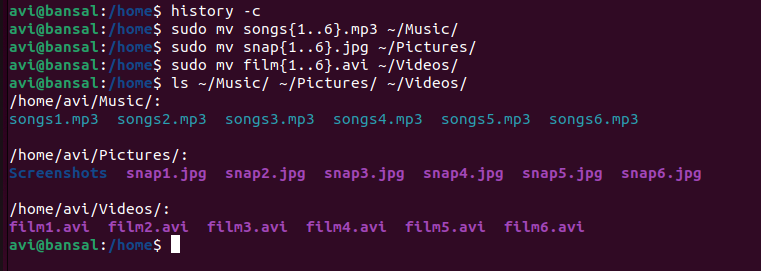 avi@bansal:/home$ history -c
avi@bansal:/home$ sudo mv songs{1..6}.mp3 ~/Music/
avi@bansal:/home$ sudo mv snap{1..6}.jpg ~/Pictures/
avi@bansal:/home$ sudo mv film{1..6}.avi ~/Videos/
avi@bansal:/home$ ls ~/Music/ ~/Pictures/ ~/Videos/
/home/avi/Music/:
songs1.mp3  songs2.mp3  songs3.mp3  songs4.mp3  songs5.mp3  songs6.mp3

/home/avi/Pictures/:
Screenshots  snap1.jpg  snap2.jpg  snap3.jpg  snap4.jpg  snap5.jpg  snap6.jpg

/home/avi/Videos/:
film1.avi  film2.avi  film3.avi  film4.avi  film5.avi  film6.avi
avi@bansal:/home$